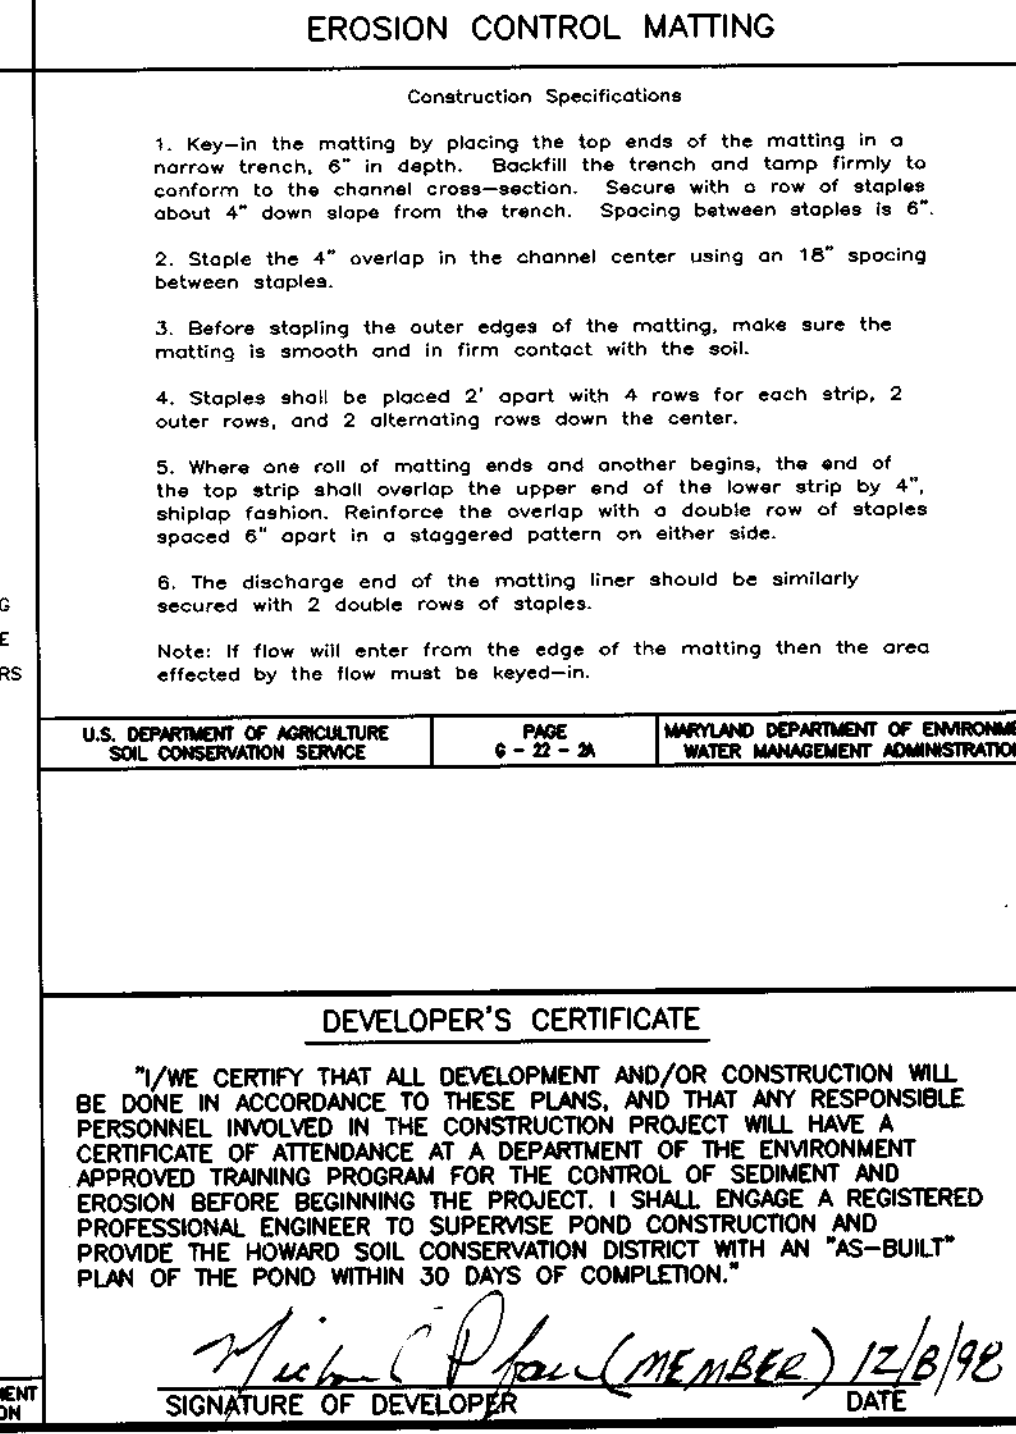 EROSION CONTROL MATTING
Construction Specifications
1. Key-in the matting by placing the top ends of the matting in a
narrow trench, 6" in depth. Backfill the trench and tamp firmly to
conform to the channel cross-section. Secure with a row of staples
about 4" down slope from the trench. Spacing between staples is 6".
2. Staple the 4" overlap in the channel center using an 18" spacing
between staples.
3. Before stapling the outer edges of the matting, make sure the
matting is smooth and in firm contact with the soil.
4. Staples shall be placed 2' apart with 4 rows for each strip, 2
outer rows, and 2 alternating rows down the center.
5. Where one roll of matting ends and another begins, the end of
the top strip shall overlap the upper end of the lower strip by 4",
shiplap fashion. Reinforce the overlap with a double row of staples
spaced 6" apart in a staggered pattern on either side.
6. The discharge end of the matting liner should be similarly
secured with 2 double rows of staples.
Note: If flow will enter from the edge of the matting then the area
effected by the flow must be keyed-in.
G
E
RS
U.S. DEPARTMENT OF AGRICULTURE
SOIL CONSERVATION SERVICE
PAGE
G - 22 - 2A
MARYLAND DEPARTMENT OF ENVIRONME
WATER MANAGEMENT ADMINISTRATIO
DEVELOPER'S CERTIFICATE
"I/WE CERTIFY THAT ALL DEVELOPMENT AND/OR CONSTRUCTION WILL
BE DONE IN ACCORDANCE TO THESE PLANS, AND THAT ANY RESPONSIBLE
PERSONNEL INVOLVED IN THE CONSTRUCTION PROJECT WILL HAVE A
CERTIFICATE OF ATTENDANCE AT A DEPARTMENT OF THE ENVIRONMENT
APPROVED TRAINING PROGRAM FOR THE CONTROL OF SEDIMENT AND
EROSION BEFORE BEGINNING THE PROJECT. I SHALL ENGAGE A REGISTERED
PROFESSIONAL ENGINEER TO SUPERVISE POND CONSTRUCTION AND
PROVIDE THE HOWARD SOIL CONSERVATION DISTRICT WITH AN "AS-BUILT"
PLAN OF THE POND WITHIN 30 DAYS OF COMPLETION."
(MEMBER) 12/8/98
SIGNATURE OF DEVELOPER DATE
MENT
ON